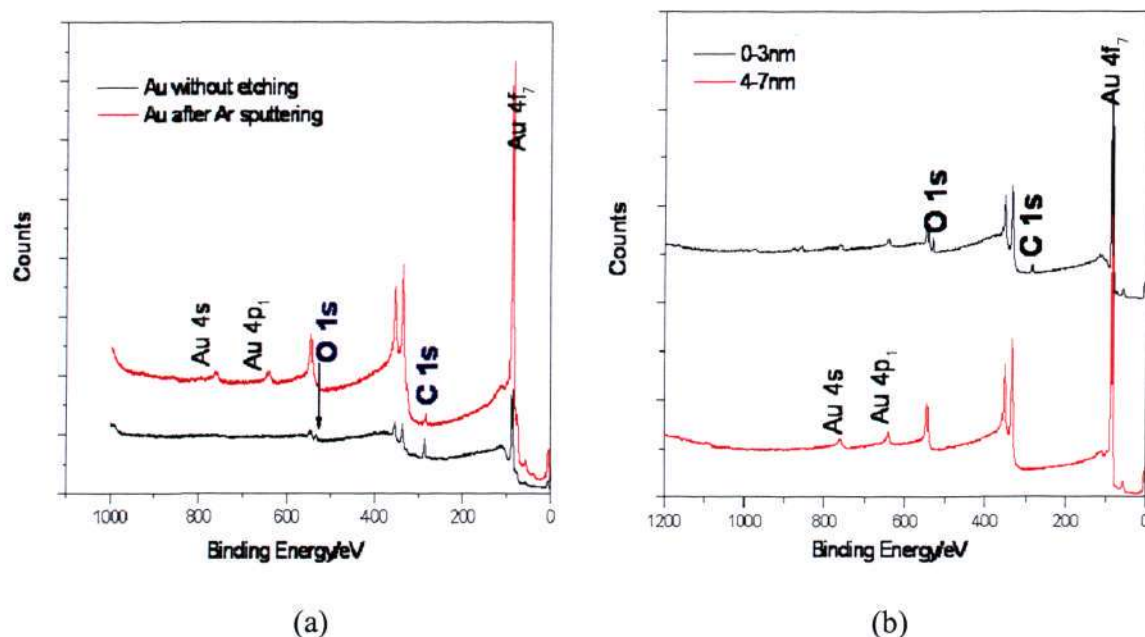 Au without etching
Au after Ar sputtering
Au 4f7
Au 4s
Au 4p1
O 1s
C 1s
Counts
1000
800
600
400
200
0
Binding Energy/eV
(a)
0-3nm
4-7nm
Au 4f7
O 1s
C 1s
Au 4s
Au 4p1
Counts
1200
1000
800
600
400
200
0
Binding Energy/eV
(b)